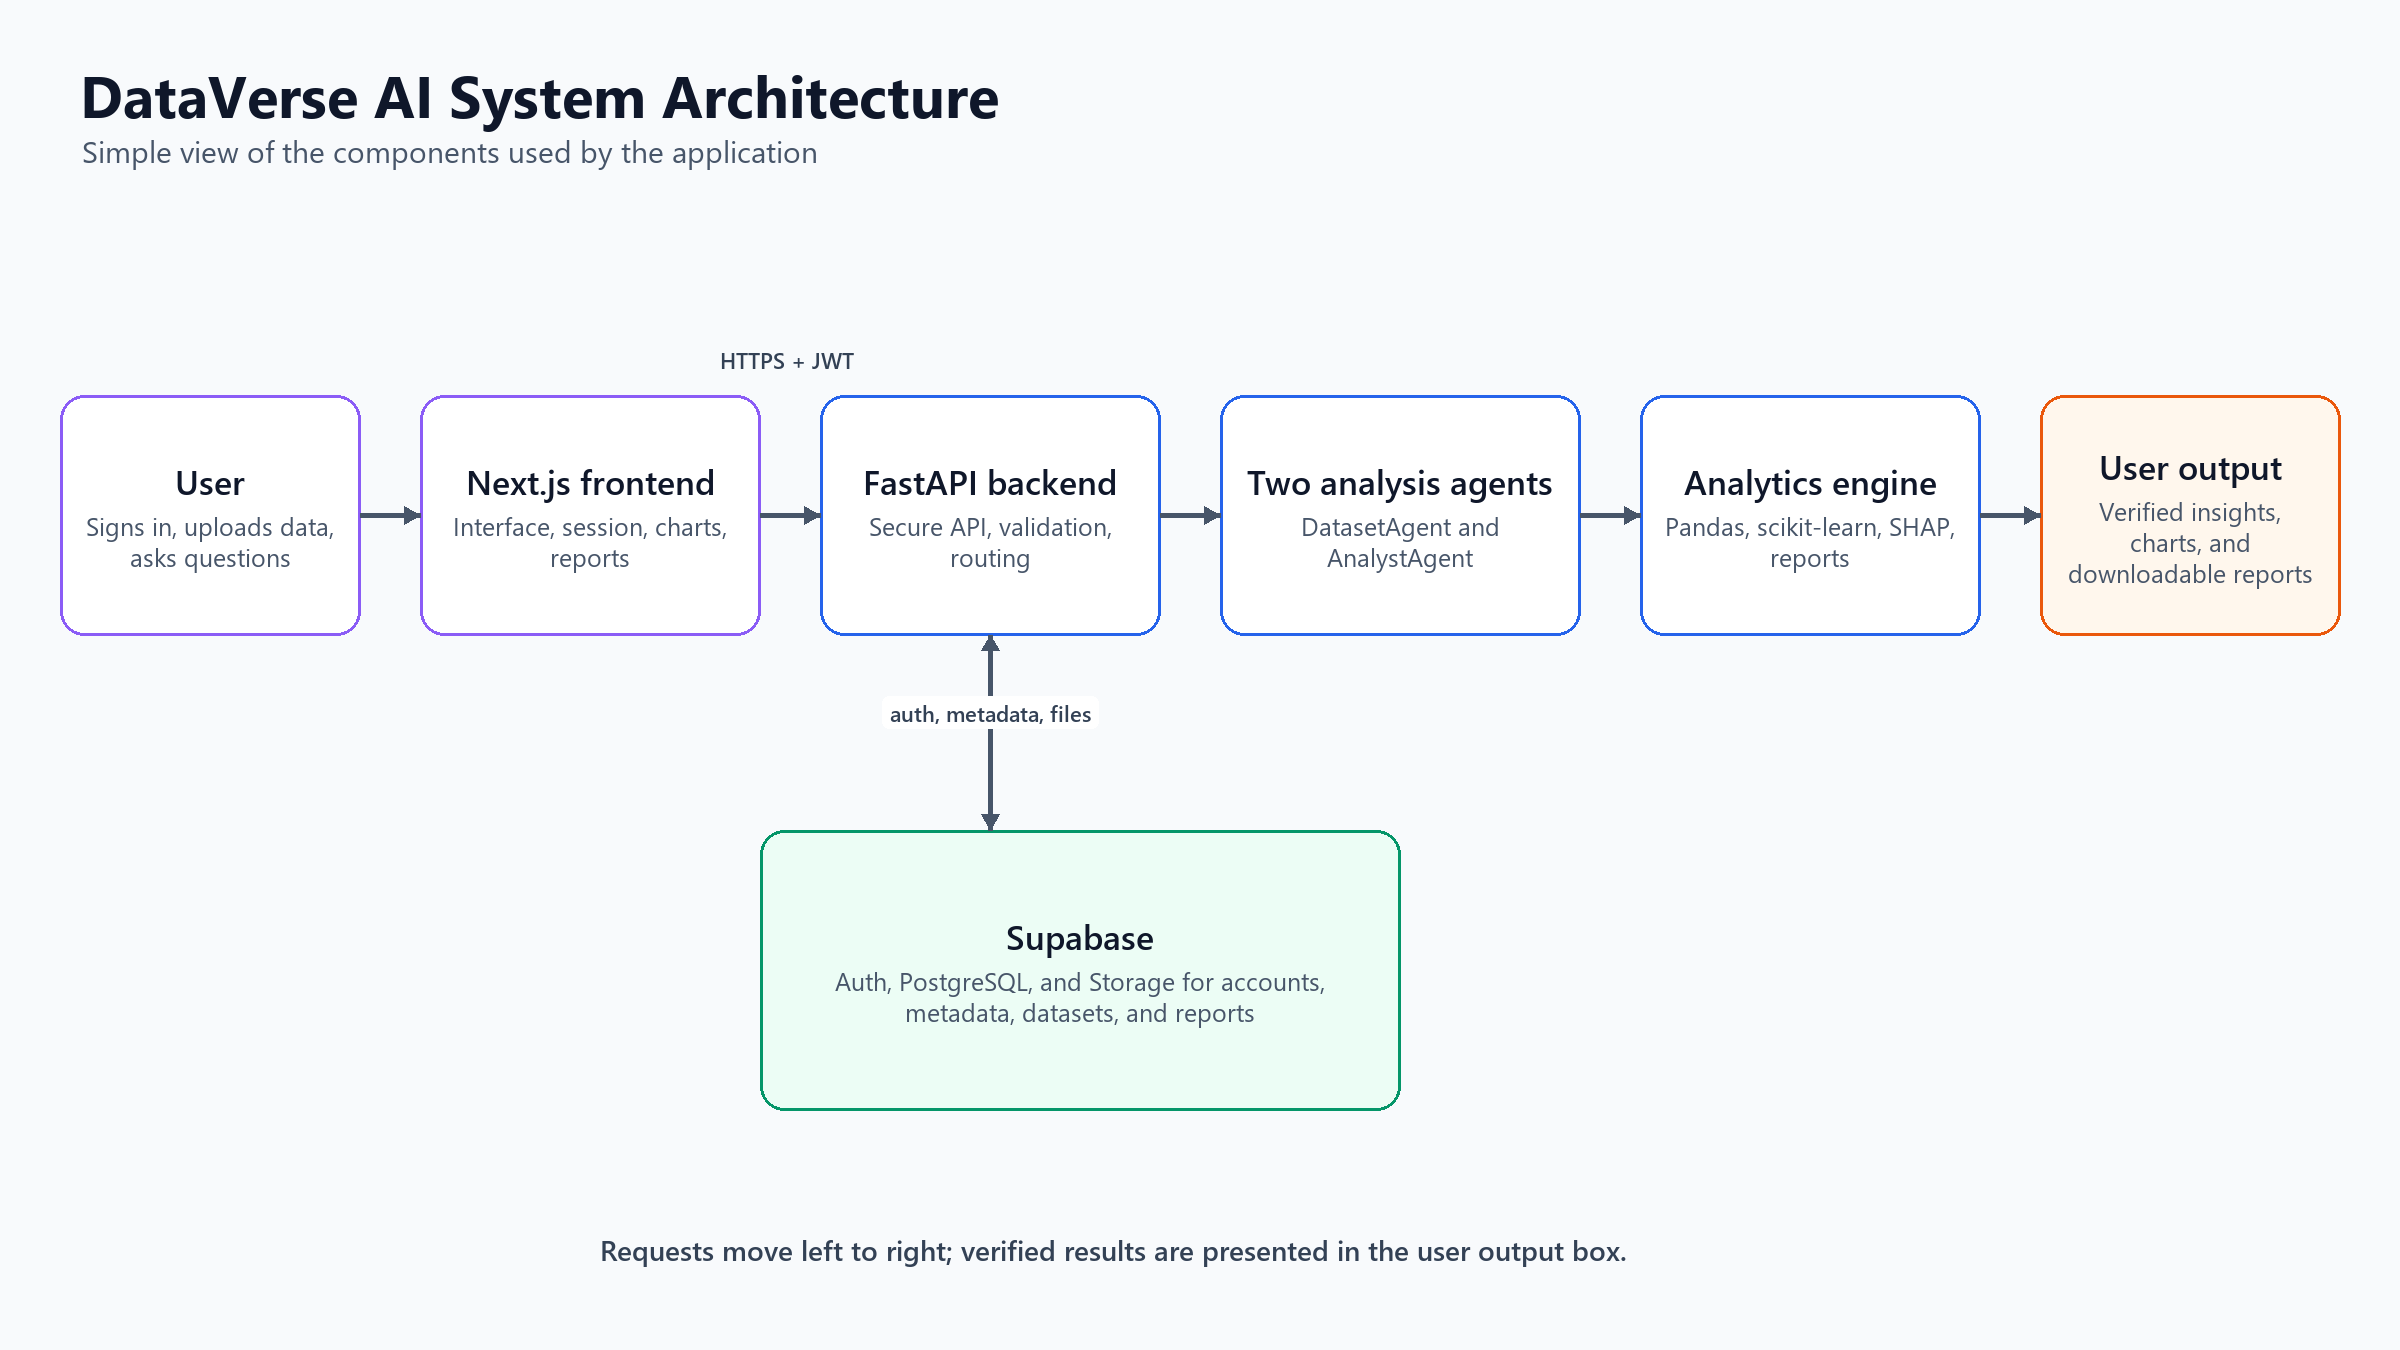 DataVerse AI System Architecture
Simple view of the components used by the application
HTTPS + JWT
User
Signs in, uploads data,
asks questions
Next.js frontend
Interface, session, charts,
reports
FastAPI backend
Secure API, validation,
routing
Two analysis agents
DatasetAgent and
AnalystAgent
Analytics engine
Pandas, scikit-learn, SHAP,
reports
User output
Verified insights,
charts, and
downloadable reports
auth, metadata, files
Supabase
Auth, PostgreSQL, and Storage for accounts,
metadata, datasets, and reports
Requests move left to right; verified results are presented in the user output box.